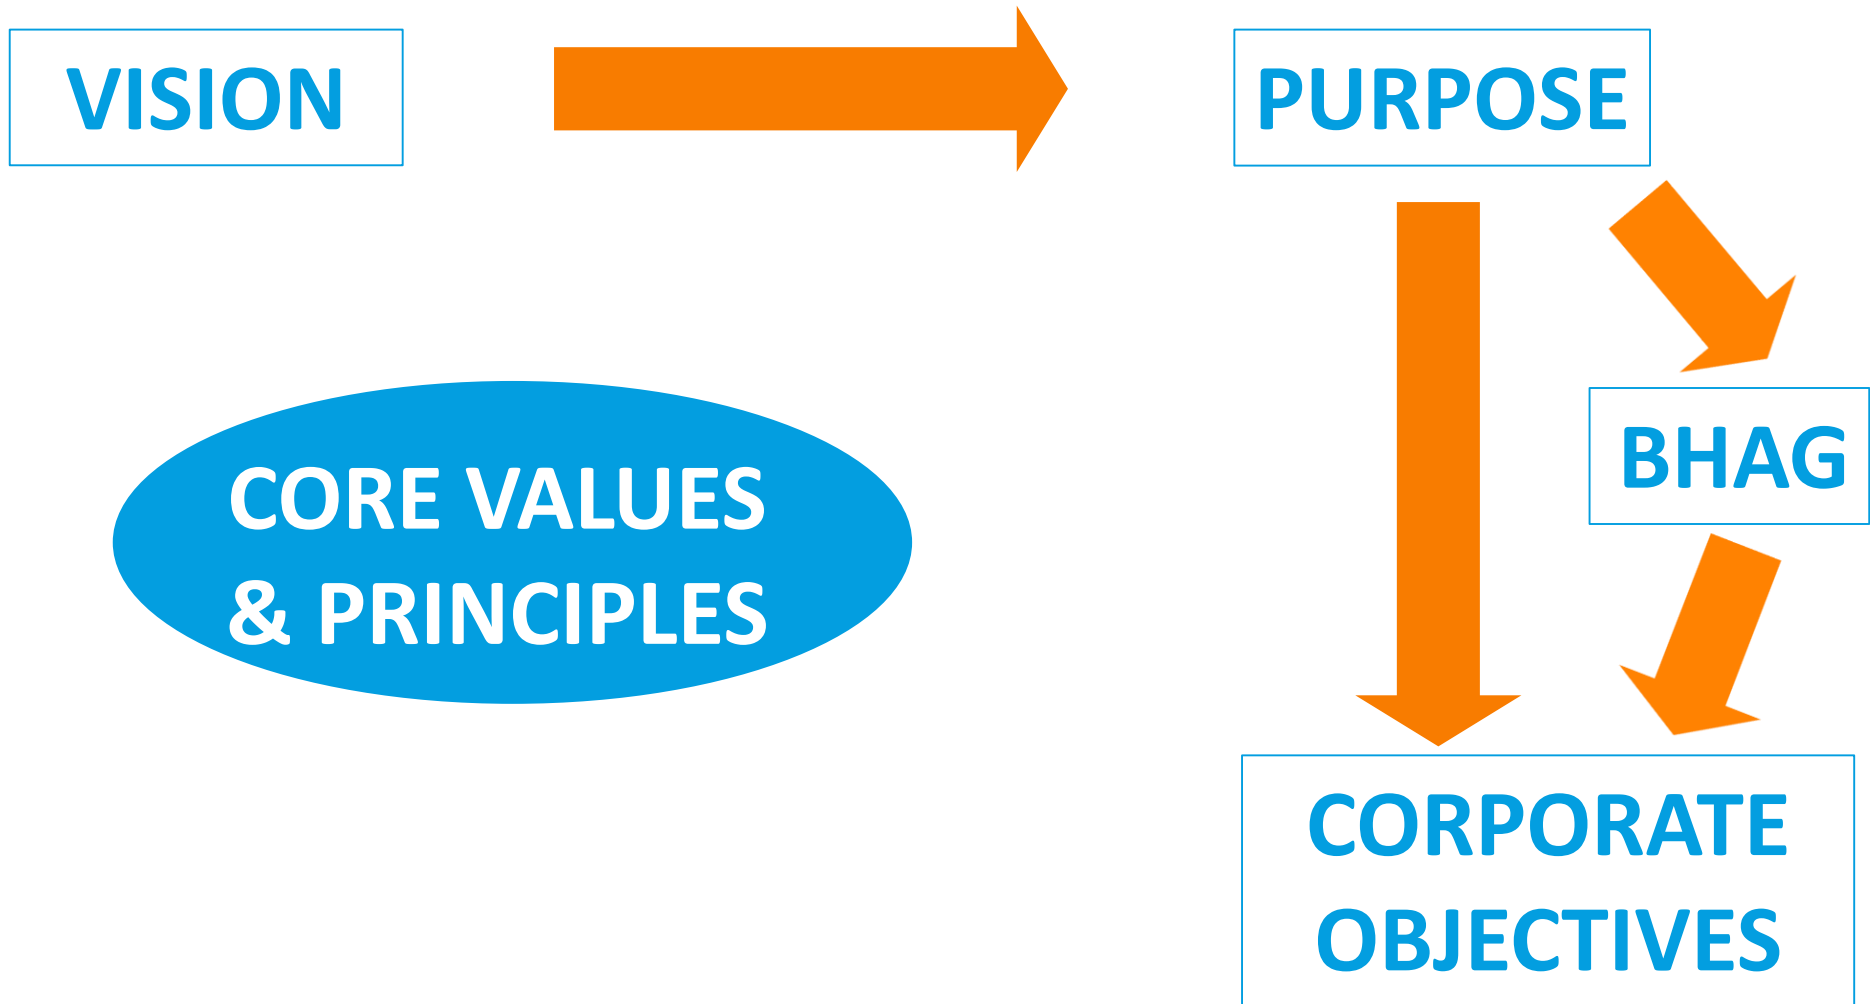 VISION
PURPOSE
BHAG
CORE VALUES
& PRINCIPLES
CORPORATE
OBJECTIVES